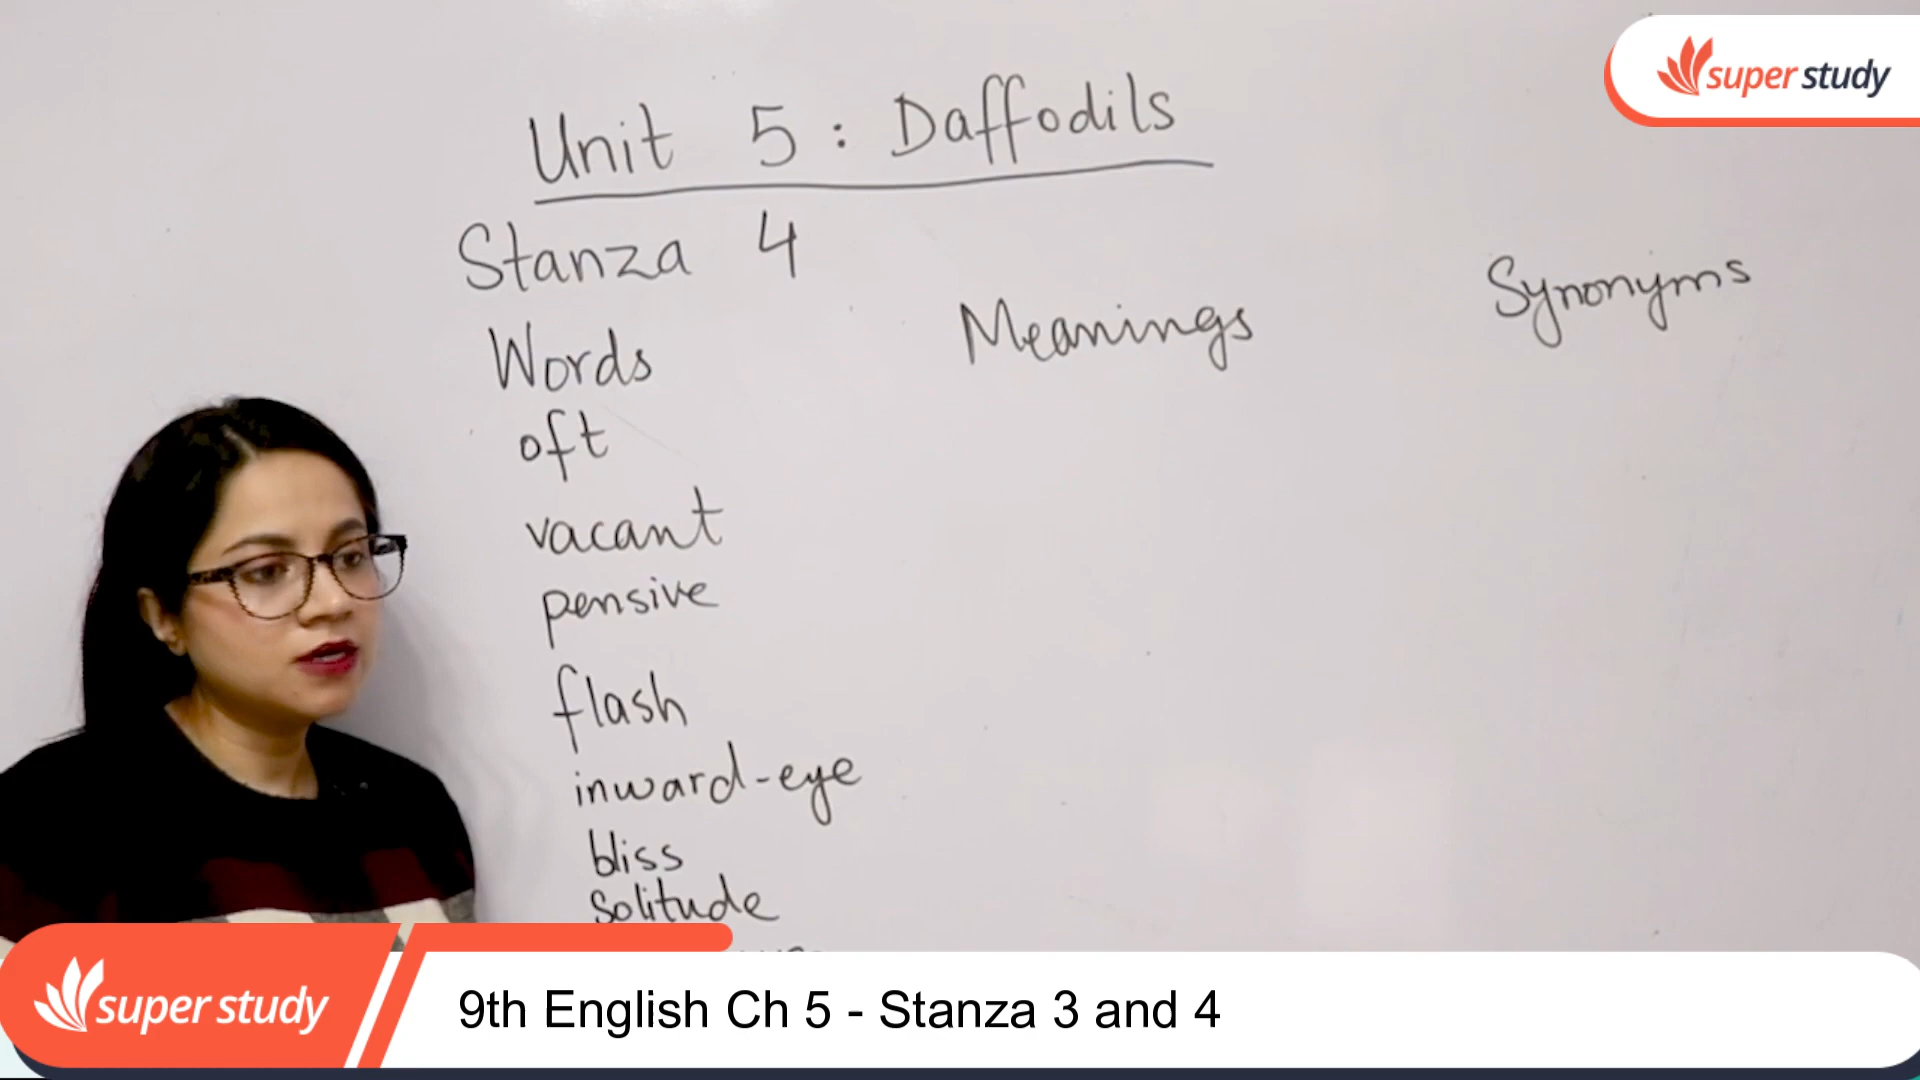 super study
Unit 5 : Daffodils
Stanza 4
Words Meanings Synonyms
oft
vacant
pensive
flash
inward-eye
bliss
solitude
super study
9th English Ch 5 - Stanza 3 and 4